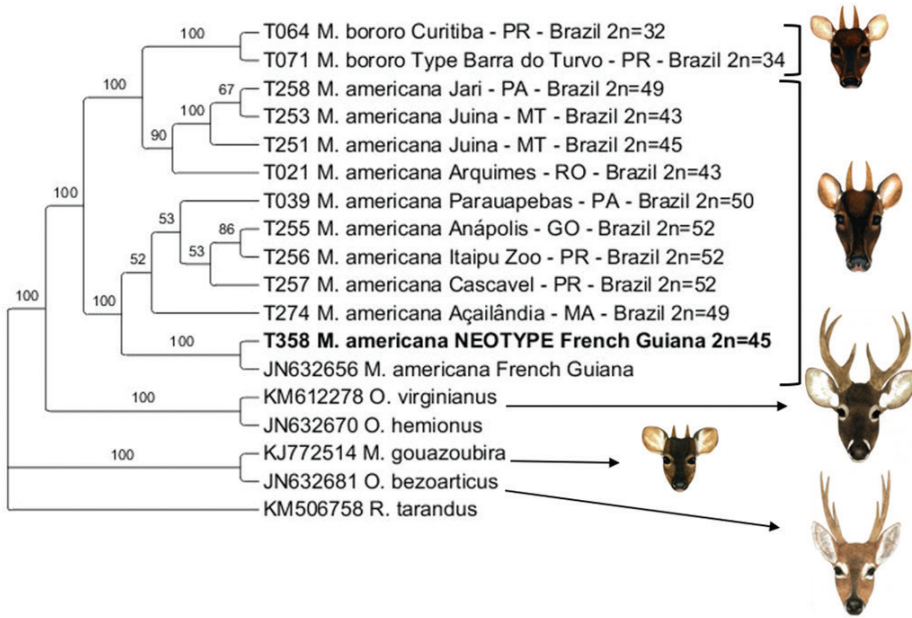 100
T064 M. bororo Curitiba - PR - Brazil 2n=32
T071 M. bororo Type Barra do Turvo - PR - Brazil 2n=34
100
67
T258 M. americana Jari - PA - Brazil 2n=49
100
T253 M. americana Juina - MT - Brazil 2n=43
90
T251 M. americana Juina - MT - Brazil 2n=45
T021 M. americana Arquimes - RO - Brazil 2n=43
100
T039 M. americana Parauapebas - PA - Brazil 2n=50
53
86
T255 M. americana Anápolis - GO - Brazil 2n=52
53
T256 M. americana Itaipu Zoo - PR - Brazil 2n=52
52
T257 M. americana Cascavel - PR - Brazil 2n=52
100
100
T274 M. americana Açailândia - MA - Brazil 2n=49
100
T358 M. americana NEOTYPE French Guiana 2n=45
JN632656 M. americana French Guiana
100
KM612278 O. virginianus
JN632670 O. hemionus
100
KJ772514 M. gouazoubira
JN632681 O. bezoarticus
KM506758 R. tarandus